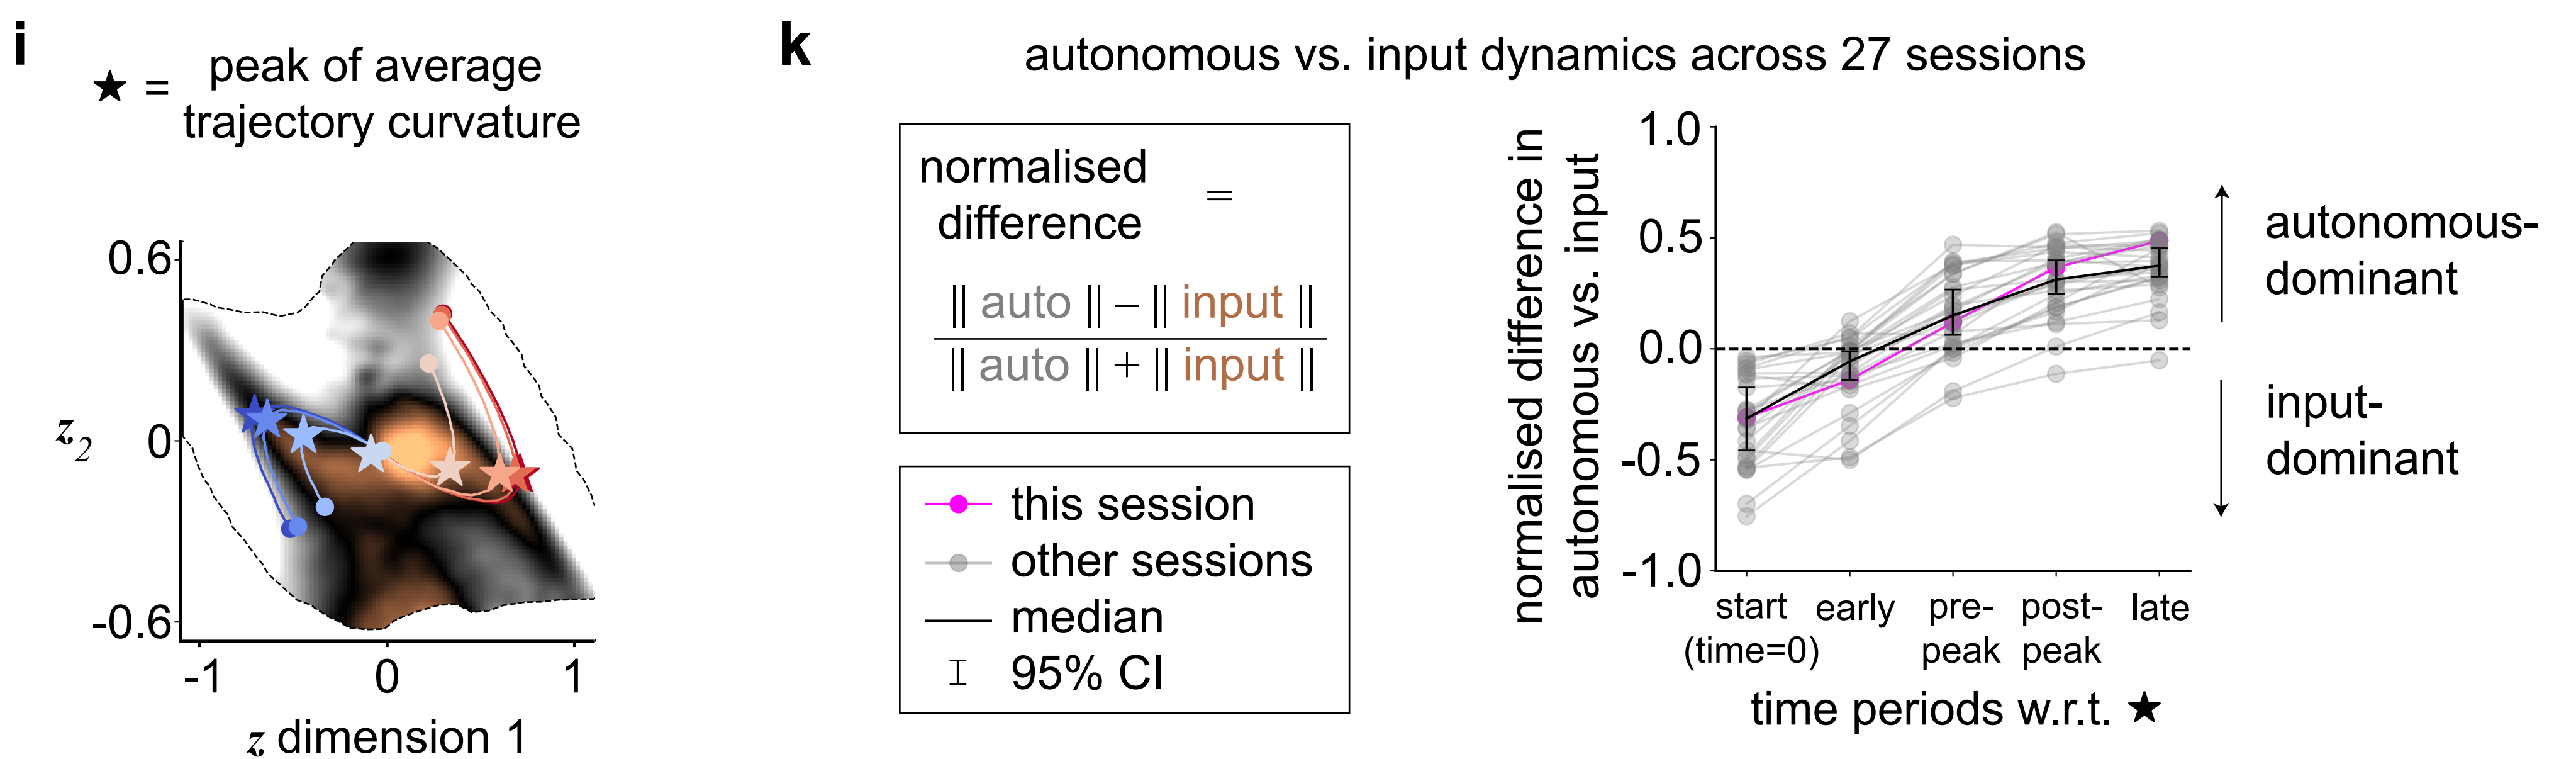 i
★ = peak of average
trajectory curvature
0.6
0
-0.6
z2
-1 0 1
z dimension 1
k
autonomous vs. input dynamics across 27 sessions
normalised
difference =
|| auto || – || input ||
|| auto || + || input ||
this session
other sessions
median
95% CI
normalised difference in
autonomous vs. input
1.0
0.5
0.0
-0.5
-1.0
start
(time=0)
early
pre-
peak
post-
peak
late
time periods w.r.t. ★
autonomous-
dominant
input-
dominant